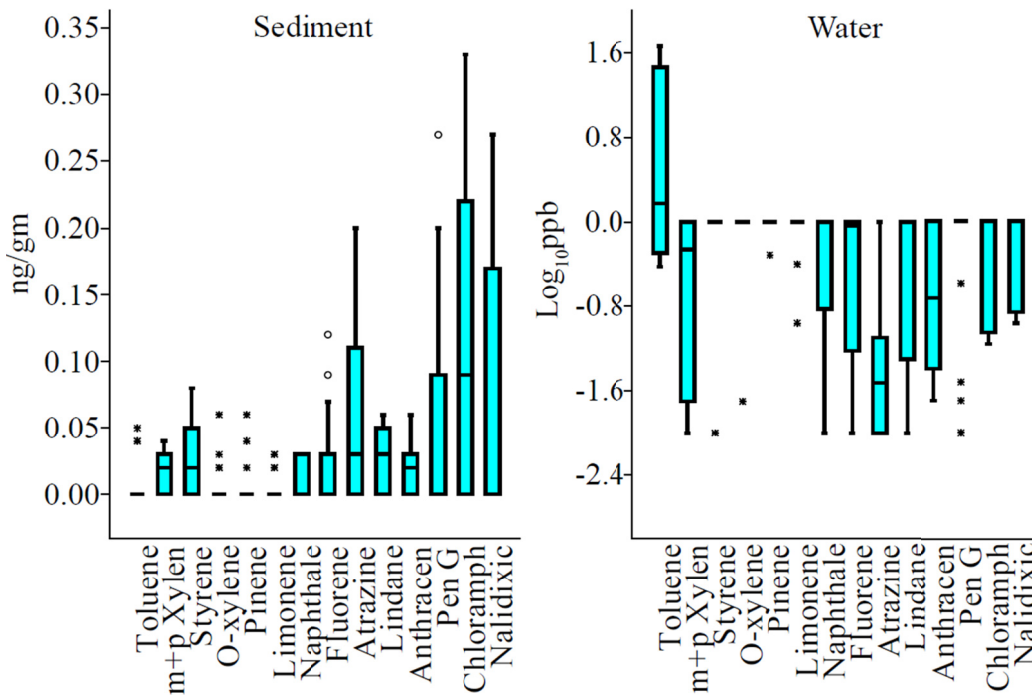 Sediment
ng/gm
0.35
0.30
0.25
0.20
0.15
0.10
0.05
0.00
Toluene
m+p Xylen
Styrene
O-xylene
Pinene
Limonene
Naphthale
Fluorene
Atrazine
Lindane
Anthracen
Pen G
Chloramph
Nalidixic
Water
Log10ppb
1.6
0.8
0.0
-0.8
-1.6
-2.4
Toluene
m+p Xylen
Styrene
O-xylene
Pinene
Limonene
Naphthale
Fluorene
Atrazine
Lindane
Anthracen
Pen G
Chloramph
Nalidixic